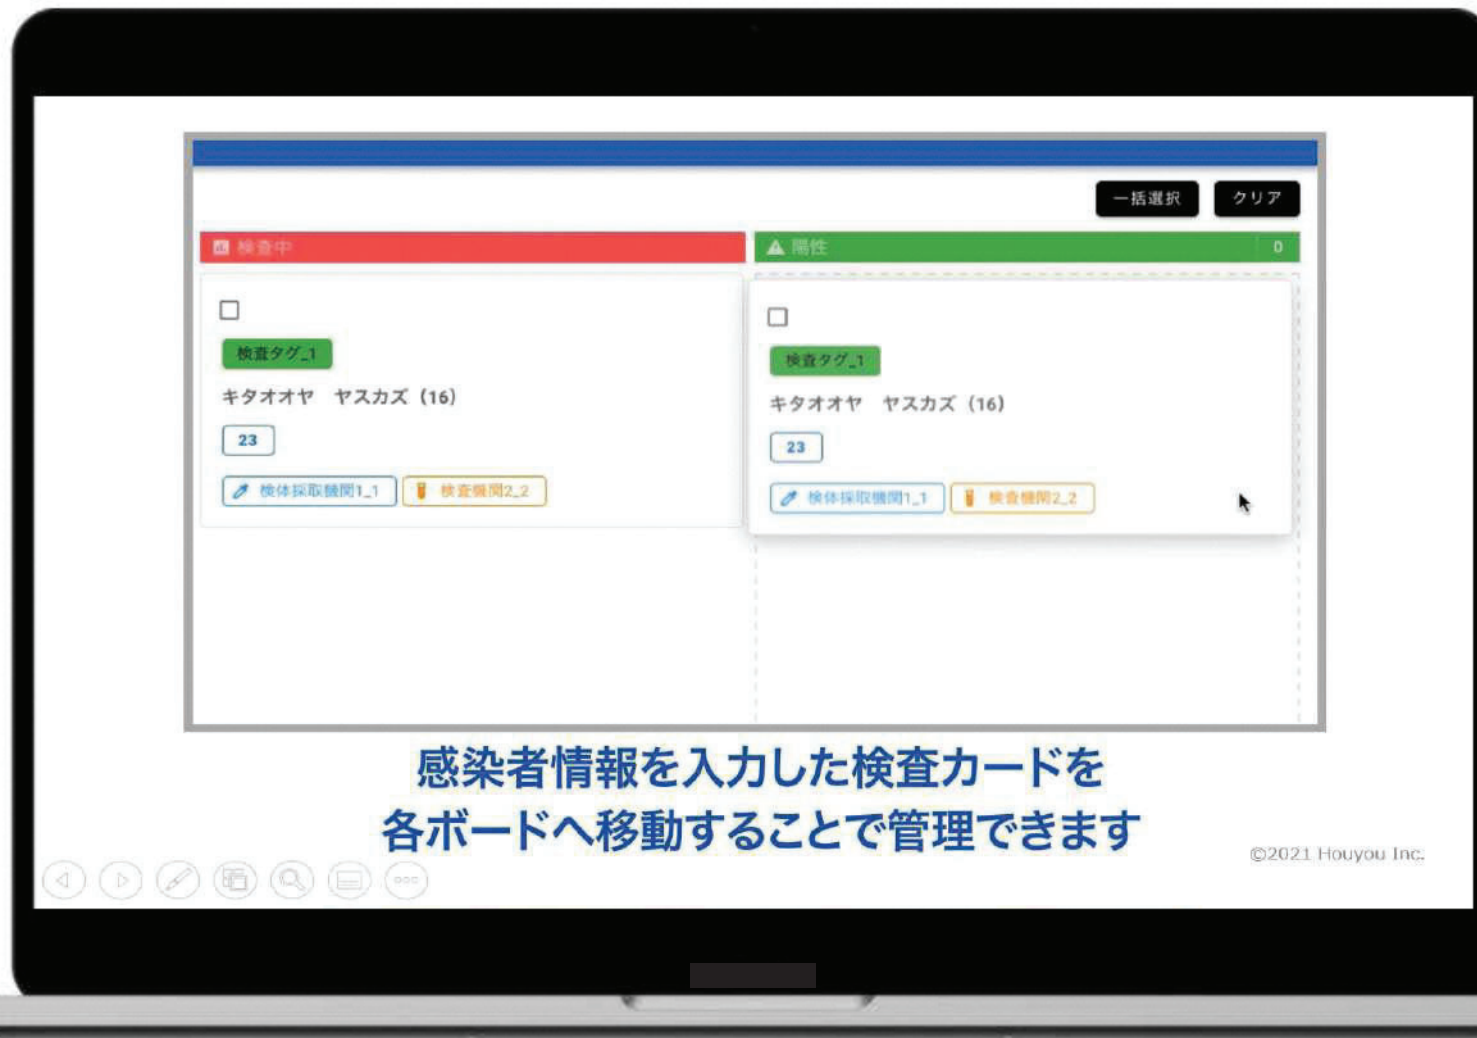 一括選択 クリア
検査中
陽性 0
検査タグ_1
キタオオヤ ヤスカズ (16)
23
検体採取機関1_1 検査機関2_2
検査タグ_1
キタオオヤ ヤスカズ (16)
23
検体採取機関1_1 検査機関2_2
感染者情報を入力した検査カードを
各ボードへ移動することで管理できます
©2021 Houyou Inc.